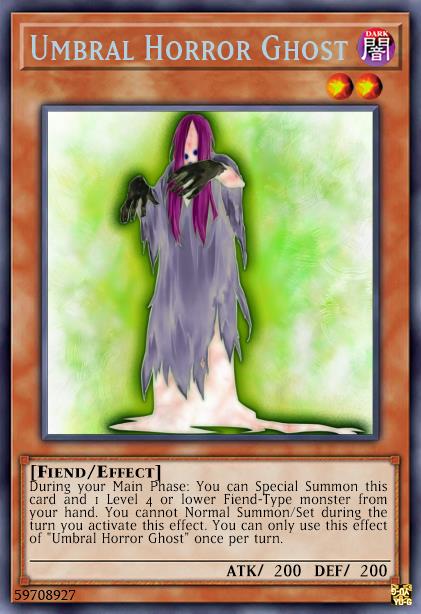 Umbral Horror Ghost
DARK
闇
[Fiend/Effect]
During your Main Phase: You can Special Summon this
card and 1 Level 4 or lower Fiend-Type monster from
your hand. You cannot Normal Summon/Set during the
turn you activate this effect. You can only use this effect
of "Umbral Horror Ghost" once per turn.
ATK/ 200 DEF/ 200
59708927